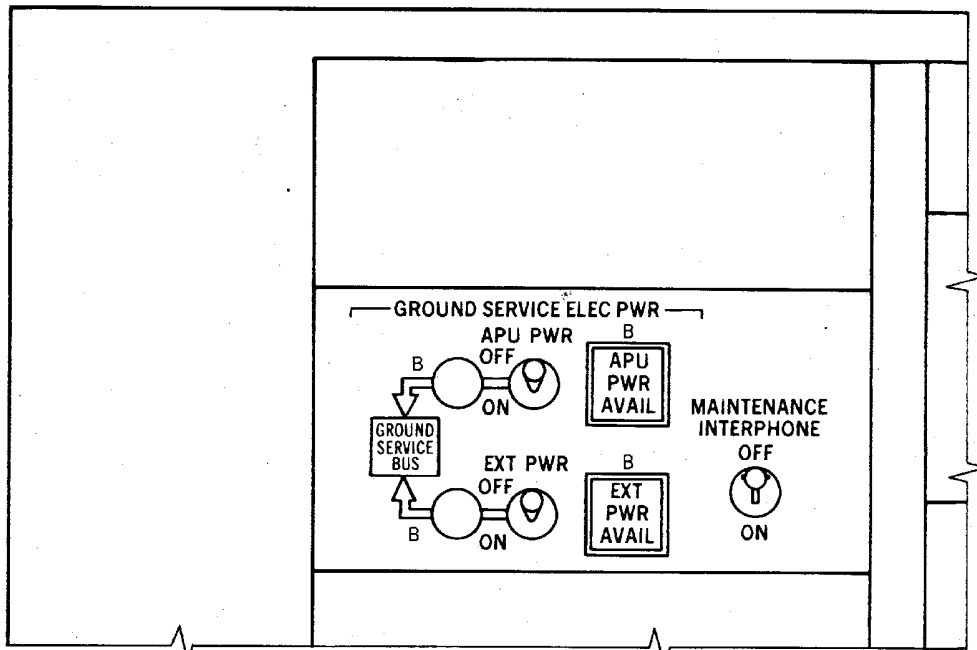 GROUND SERVICE ELEC PWR
APU PWR
OFF
ON
B
B
APU
PWR
AVAIL
GROUND
SERVICE
BUS
EXT PWR
OFF
ON
B
B
EXT
PWR
AVAIL
MAINTENANCE
INTERPHONE
OFF
ON